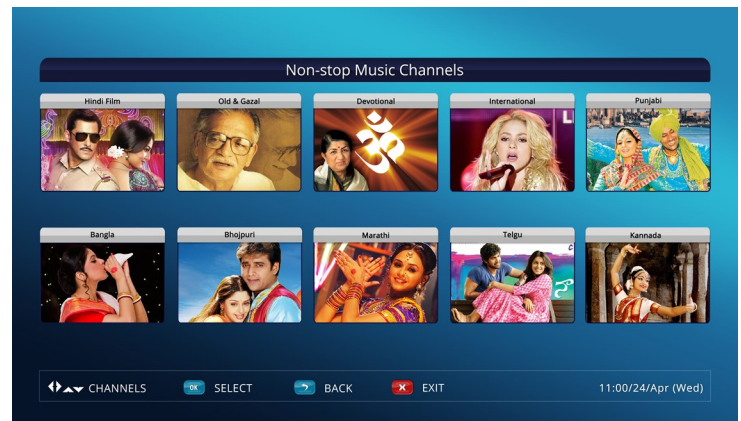 Non-stop Music Channels
Hindi Film
Old & Gazal
Devotional
International
Punjabi
ॐ
L
Bangla
Bhojpuri
Marathi
Telgu
Kannada
CHANNELS
OK SELECT
BACK
EXIT
11:00/24/Apr (Wed)